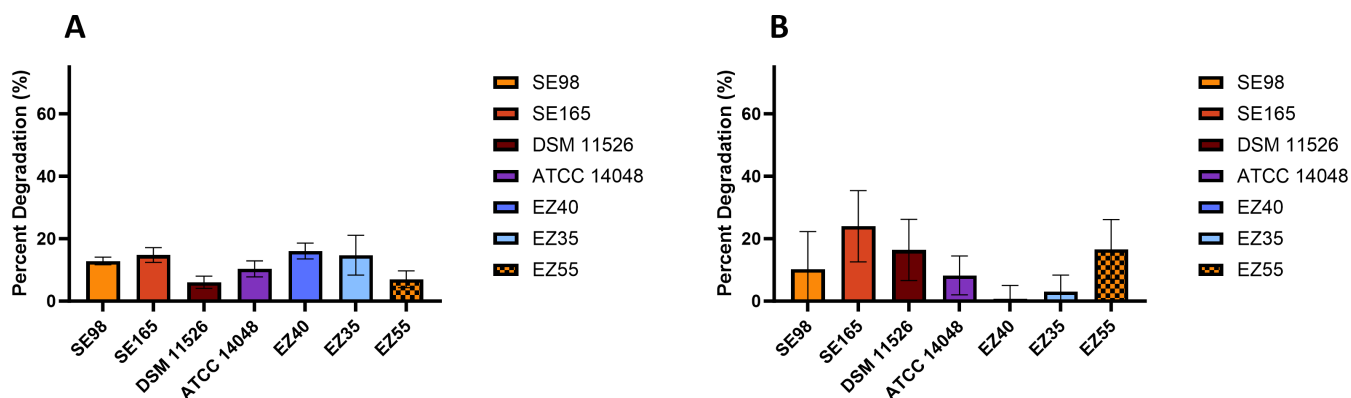 A
Percent Degradation (%)
60
40
20
0
SE98
SE165
DSM 11526
ATCC 14048
EZ40
EZ35
EZ55
SE98
SE165
DSM 11526
ATCC 14048
EZ40
EZ35
EZ55
B
Percent Degradation (%)
60
40
20
0
SE98
SE165
DSM 11526
ATCC 14048
EZ40
EZ35
EZ55
SE98
SE165
DSM 11526
ATCC 14048
EZ40
EZ35
EZ55